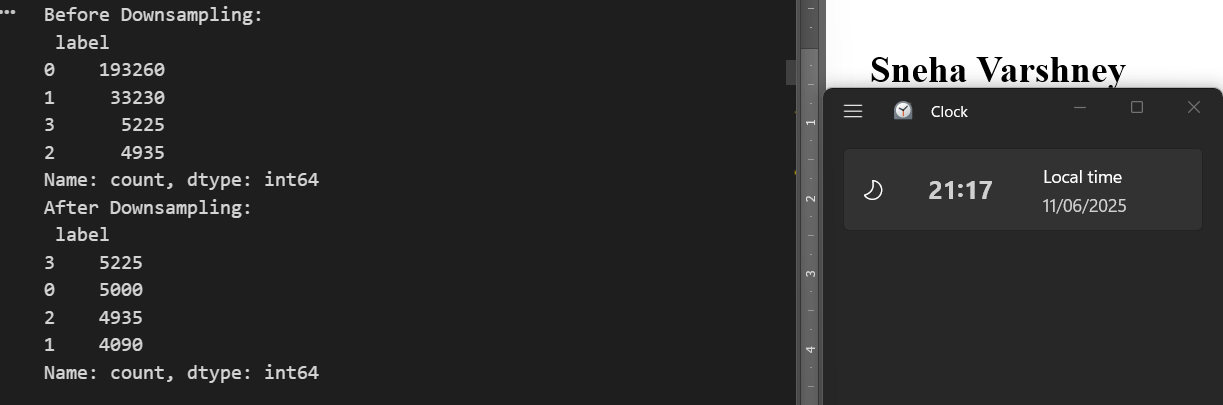 Before Downsampling:
label
0 193260
1 33230
3 5225
2 4935
Name: count, dtype: int64
After Downsampling:
label
3 5225
0 5000
2 4935
1 4090
Name: count, dtype: int64
1
2
3
4
Sneha Varshney
Clock
21:17
Local time
11/06/2025